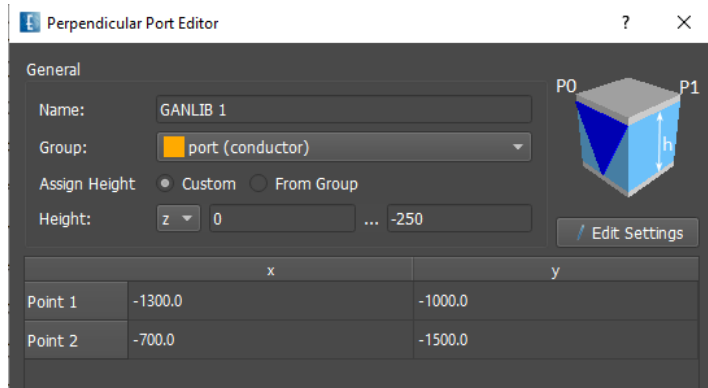 Perpendicular Port Editor ? ×
General
P0 P1
Name: GANLIB 1
Group: port (conductor)
h
Assign Height Custom From Group
Height: z 0 ... -250
Edit Settings
x y
Point 1 -1300.0 -1000.0
Point 2 -700.0 -1500.0